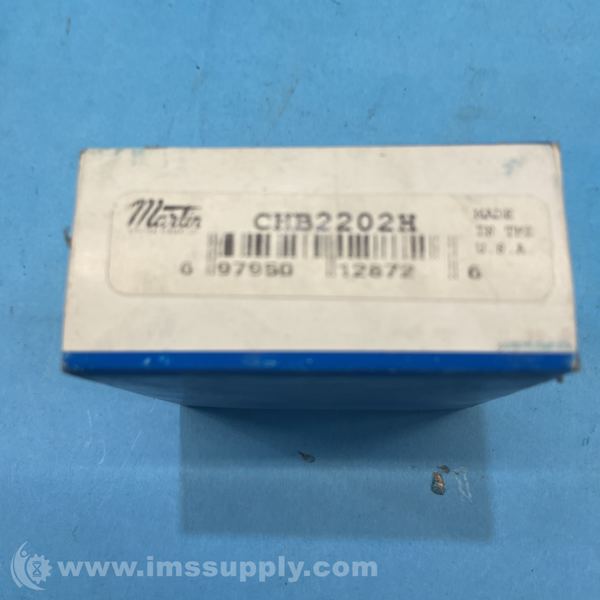 Martin
CHB2202H
MADE
IN THE
U.S.A.
6 97950 12872 6
www.imssupply.com